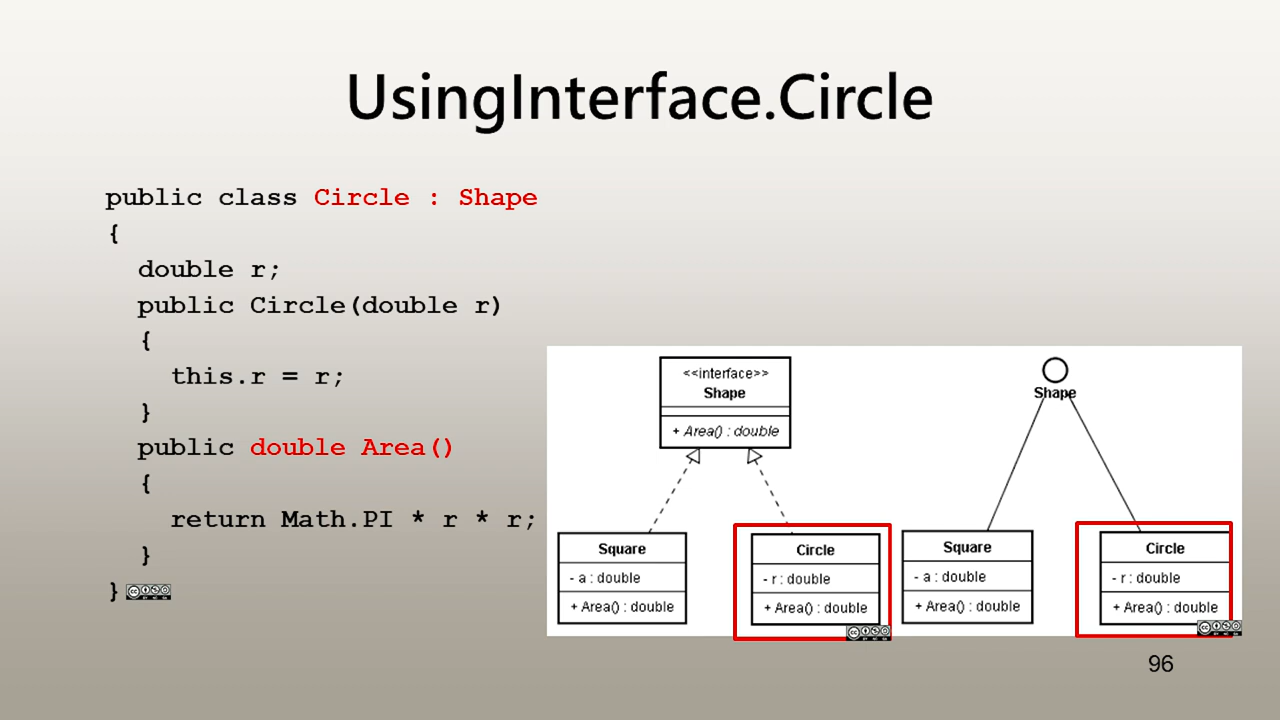 UsingInterface.Circle
public class Circle : Shape
{
double r;
public Circle(double r)
{
this.r = r;
}
public double Area()
{
return Math.PI * r * r;
}
}
<<interface>>
Shape
+ Area() : double
Square
- a : double
+ Area() : double
Circle
- r : double
+ Area() : double
Shape
Square
- a : double
+ Area() : double
Circle
- r : double
+ Area() : double
96